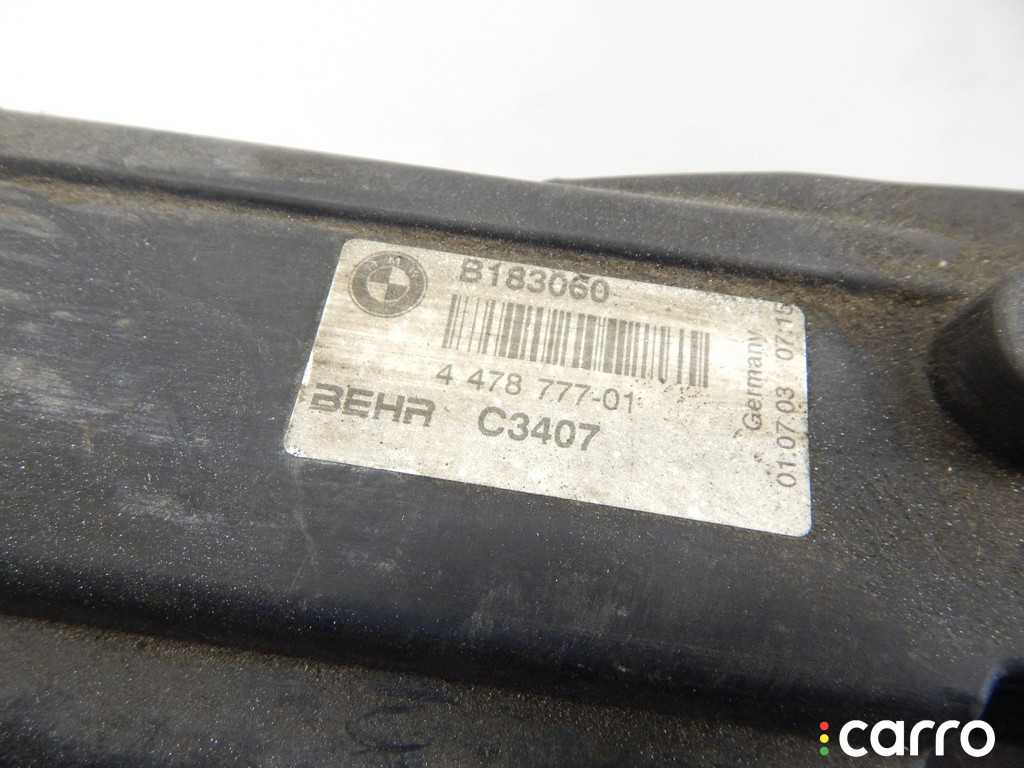 B183060
4 478 777-01
BEHR C3407
Germany
01.07.03 07:15
carro